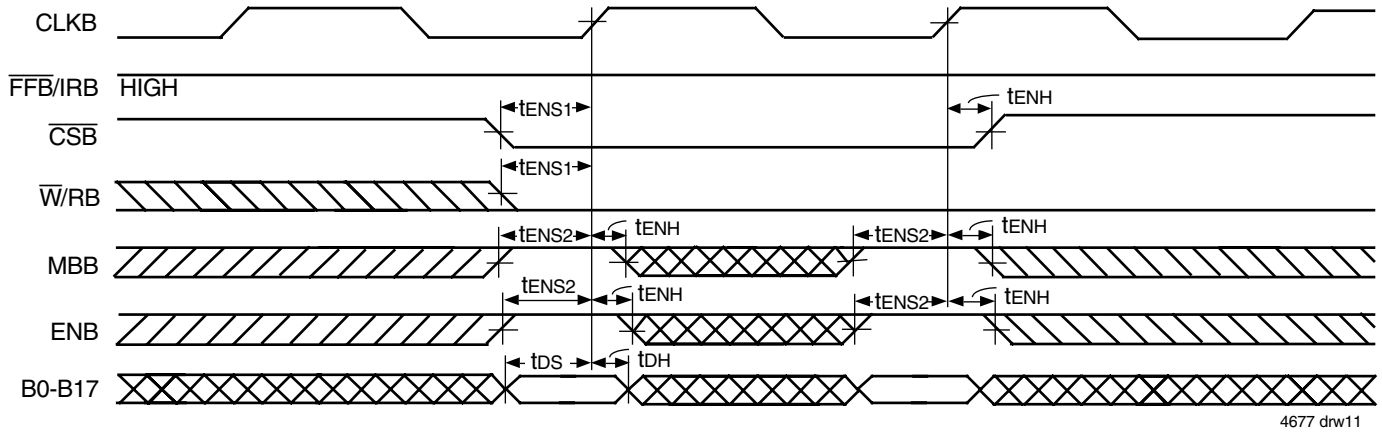 CLKB
FFB/IRB HIGH
tENS1 tENH
CSB
tENS1
W/RB
tENS2 tENH tENS2 tENH
MBB
tENS2 tENH tENS2 tENH
ENB
tDS tDH
B0-B17
4677 drw11